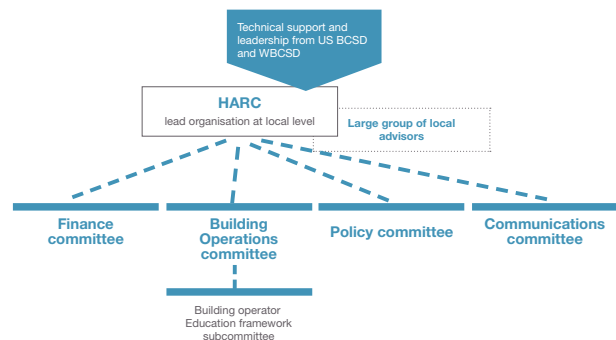 Technical support and
leadership from US BCSD
and WBCSD
HARC
lead organisation at local level
Large group of local
advisors
Finance
committee
Building
Operations
committee
Policy committee
Communications
committee
Building operator
Education framework
subcommittee